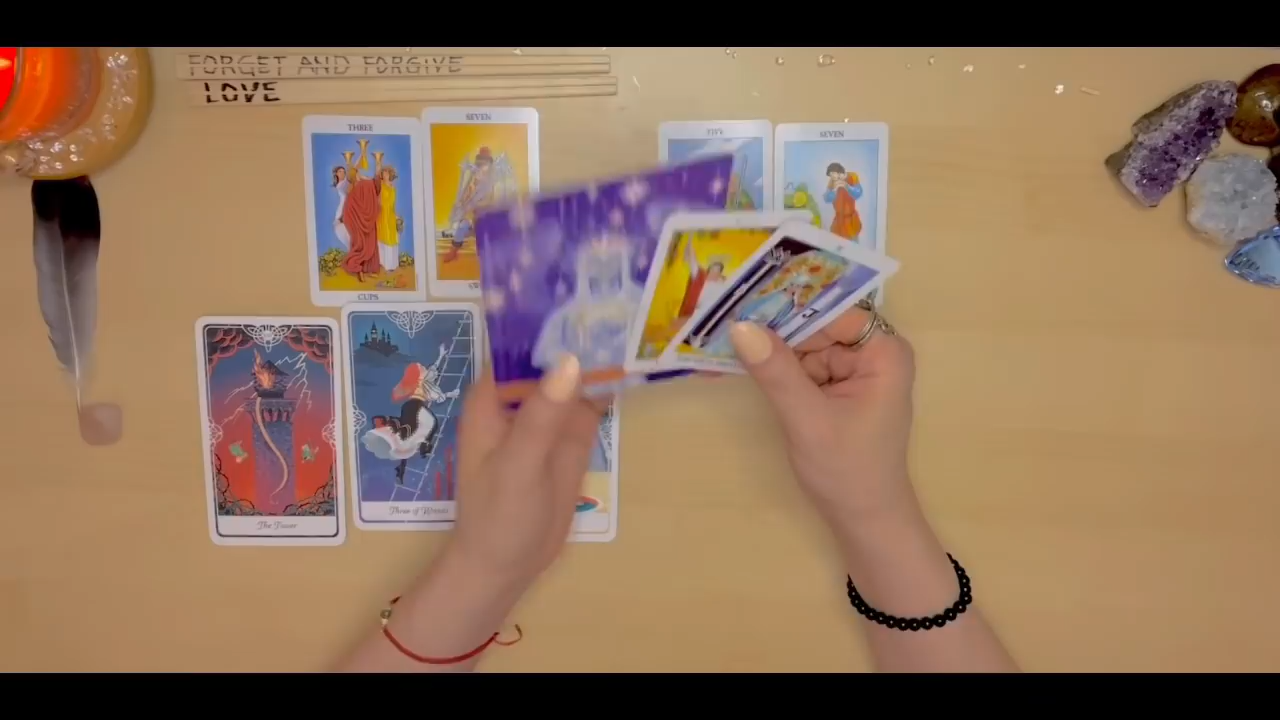 FORGET AND FORGIVE
LOVE
THREE
SEVEN
FIVE
SEVEN
CUPS
The Tower
Three of Wands